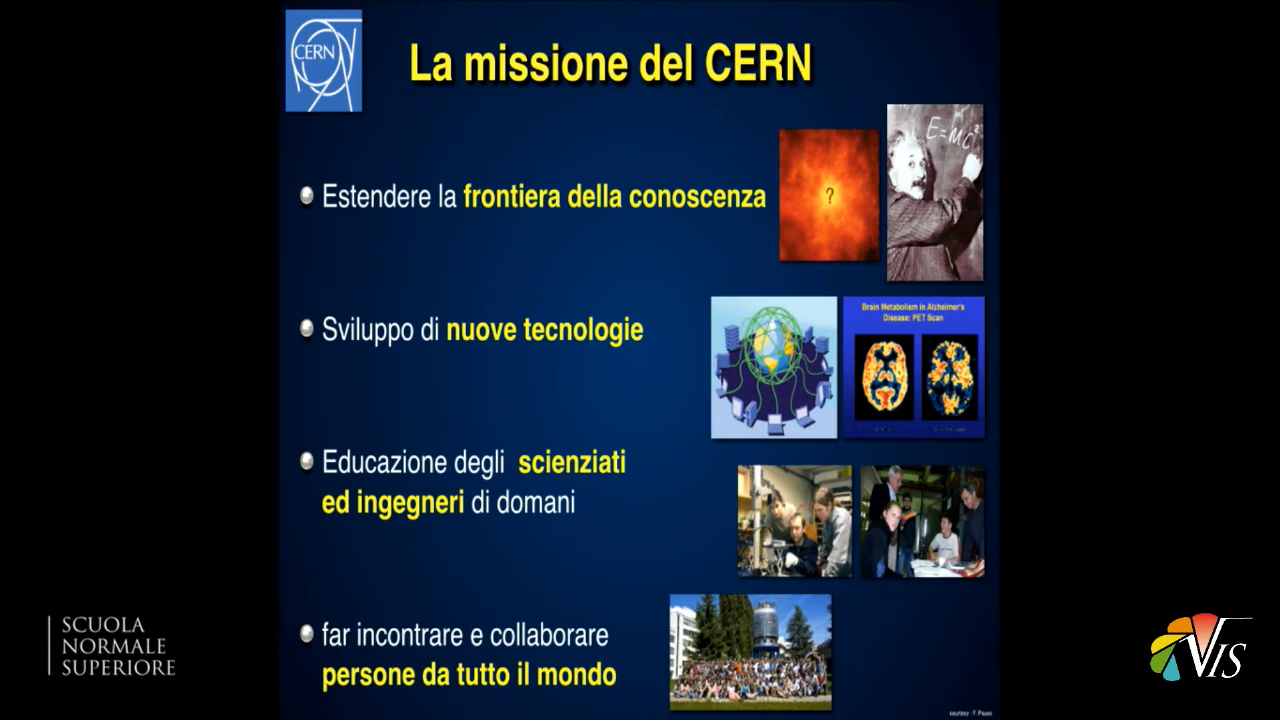 CERN
La missione del CERN
E=MC²
?
Estendere la frontiera della conoscenza
Brain Metabolism in Alzheimer's
Disease: PET Scan
Sviluppo di nuove tecnologie
Educazione degli scienziati
ed ingegneri di domani
far incontrare e collaborare
persone da tutto il mondo
SCUOLA
NORMALE
SUPERIORE
VIS